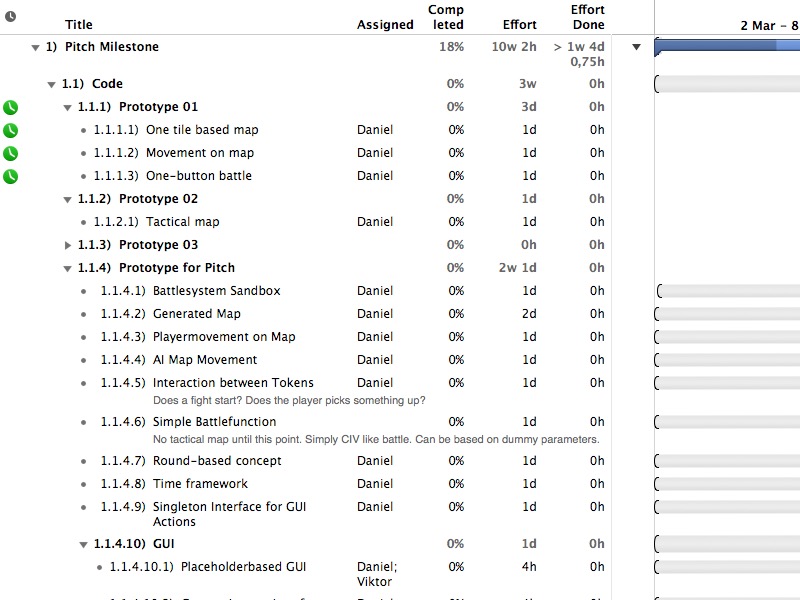 Comp Effort
Title Assigned leted Effort Done 2 Mar – 8
1) Pitch Milestone 18% 10w 2h > 1w 4d
0,75h
1.1) Code 0% 3w 0h
1.1.1) Prototype 01 0% 3d 0h
1.1.1.1) One tile based map Daniel 0% 1d 0h
1.1.1.2) Movement on map Daniel 0% 1d 0h
1.1.1.3) One-button battle Daniel 0% 1d 0h
1.1.2) Prototype 02 0% 1d 0h
1.1.2.1) Tactical map Daniel 0% 1d 0h
1.1.3) Prototype 03 0% 0h 0h
1.1.4) Prototype for Pitch 0% 2w 1d 0h
1.1.4.1) Battlesystem Sandbox Daniel 0% 1d 0h
1.1.4.2) Generated Map Daniel 0% 2d 0h
1.1.4.3) Playermovement on Map Daniel 0% 1d 0h
1.1.4.4) AI Map Movement Daniel 0% 1d 0h
1.1.4.5) Interaction between Tokens Daniel 0% 1d 0h
Does a fight start? Does the player picks something up?
1.1.4.6) Simple Battlefunction Daniel 0% 1d 0h
No tactical map until this point. Simply CIV like battle. Can be based on dummy parameters.
1.1.4.7) Round-based concept Daniel 0% 1d 0h
1.1.4.8) Time framework Daniel 0% 1d 0h
1.1.4.9) Singleton Interface for GUI Daniel 0% 1d 0h
Actions
1.1.4.10) GUI 0% 1d 0h
1.1.4.10.1) Placeholderbased GUI Daniel; 0% 4h 0h
Viktor